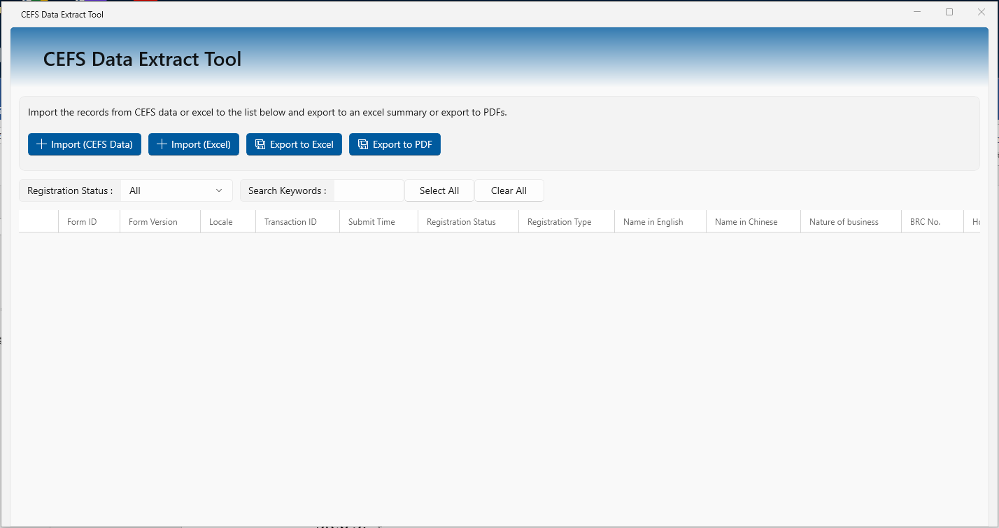 CEFS Data Extract Tool
CEFS Data Extract Tool
Import the records from CEFS data or excel to the list below and export to an excel summary or export to PDFs.
Import (CEFS Data) Import (Excel) Export to Excel Export to PDF
Registration Status : All Search Keywords : Select All Clear All
Form ID Form Version Locale Transaction ID Submit Time Registration Status Registration Type Name in English Name in Chinese Nature of business BRC No.